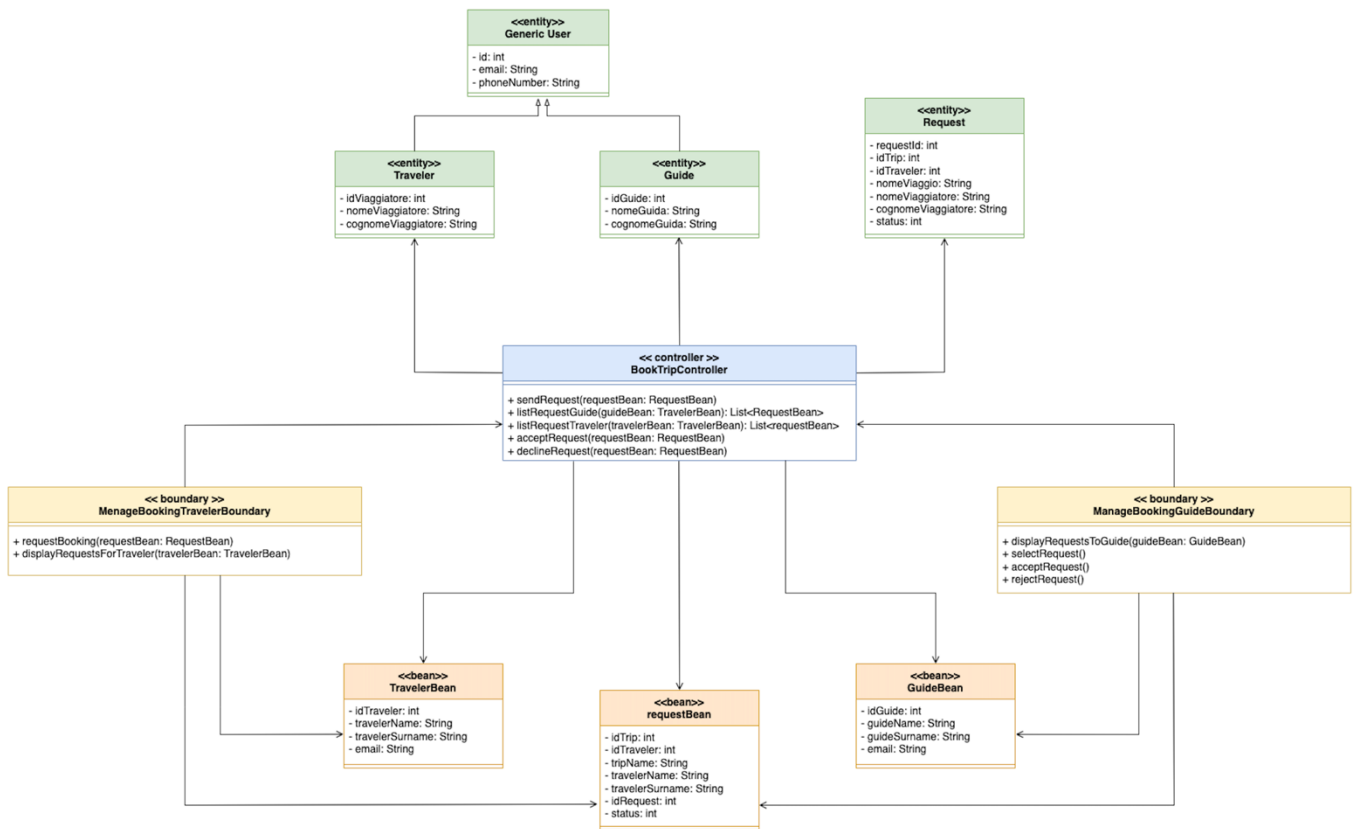 <<entity>>
Generic User
- id: int
- email: String
- phoneNumber: String
<<entity>>
Request
- requestId: int
- idTrip: int
- idTraveler: int
- nomeViaggio: String
- nomeViaggiatore: String
- cognomeViaggiatore: String
- status: int
<<entity>>
Traveler
- idViaggiatore: int
- nomeViaggiatore: String
- cognomeViaggiatore: String
<<entity>>
Guide
- idGuide: int
- nomeGuida: String
- cognomeGuida: String
<< controller >>
BookTripController
+ sendRequest(requestBean: RequestBean)
+ listRequestGuide(guideBean: TravelerBean): List<RequestBean>
+ listRequestTraveler(travelerBean: TravelerBean): List<requestBean>
+ acceptRequest(requestBean: RequestBean)
+ declineRequest(requestBean: RequestBean)
<< boundary >>
MenageBookingTravelerBoundary
+ requestBooking(requestBean: RequestBean)
+ displayRequestsForTraveler(travelerBean: TravelerBean)
<< boundary >>
ManageBookingGuideBoundary
+ displayRequestsToGuide(guideBean: GuideBean)
+ selectRequest()
+ acceptRequest()
+ rejectRequest()
<<bean>>
TravelerBean
- idTraveler: int
- travelerName: String
- travelerSurname: String
- email: String
<<bean>>
requestBean
- idTrip: int
- idTraveler: int
- tripName: String
- travelerName: String
- travelerSurname: String
- idRequest: int
- status: int
<<bean>>
GuideBean
- idGuide: int
- guideName: String
- guideSurname: String
- email: String